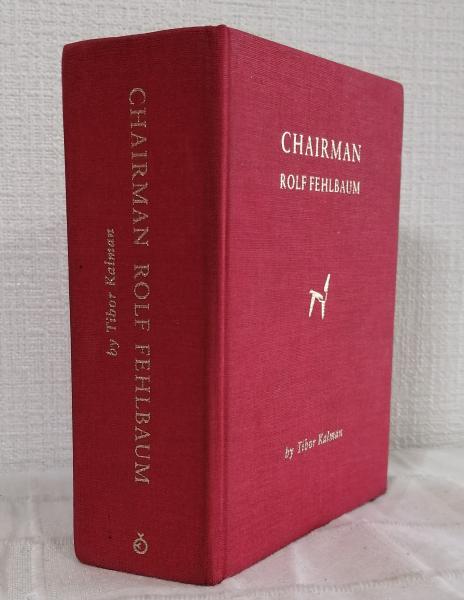 CHAIRMAN ROLF FEHLBAUM
by Tibor Kalman
CHAIRMAN
ROLF FEHLBAUM
by Tibor Kalman